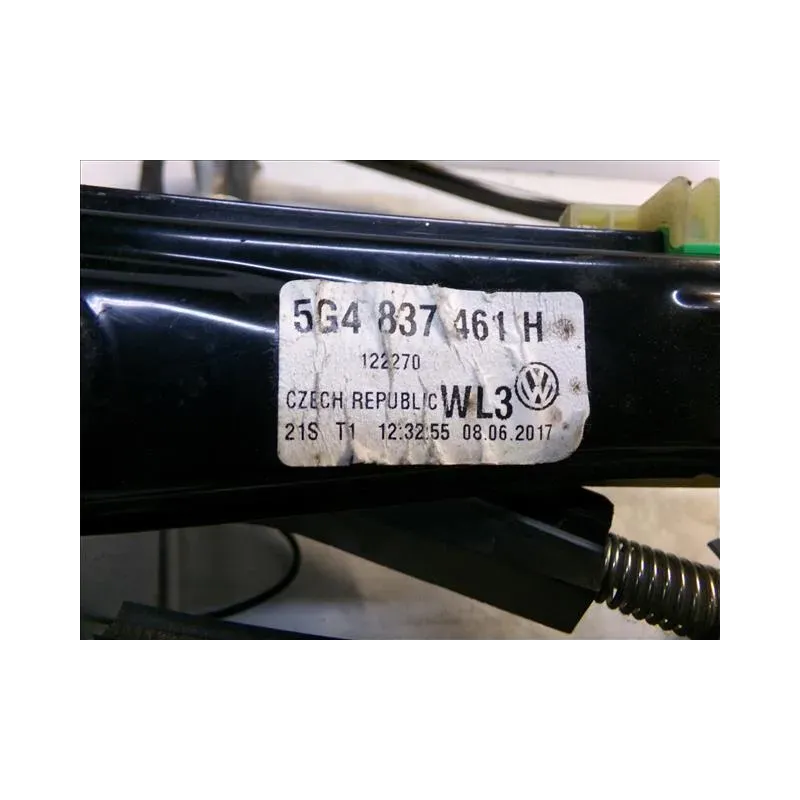 5G4 837 461 H
122270
CZECH REPUBLIC WL3
21S T1 12:32:55 08.06.2017